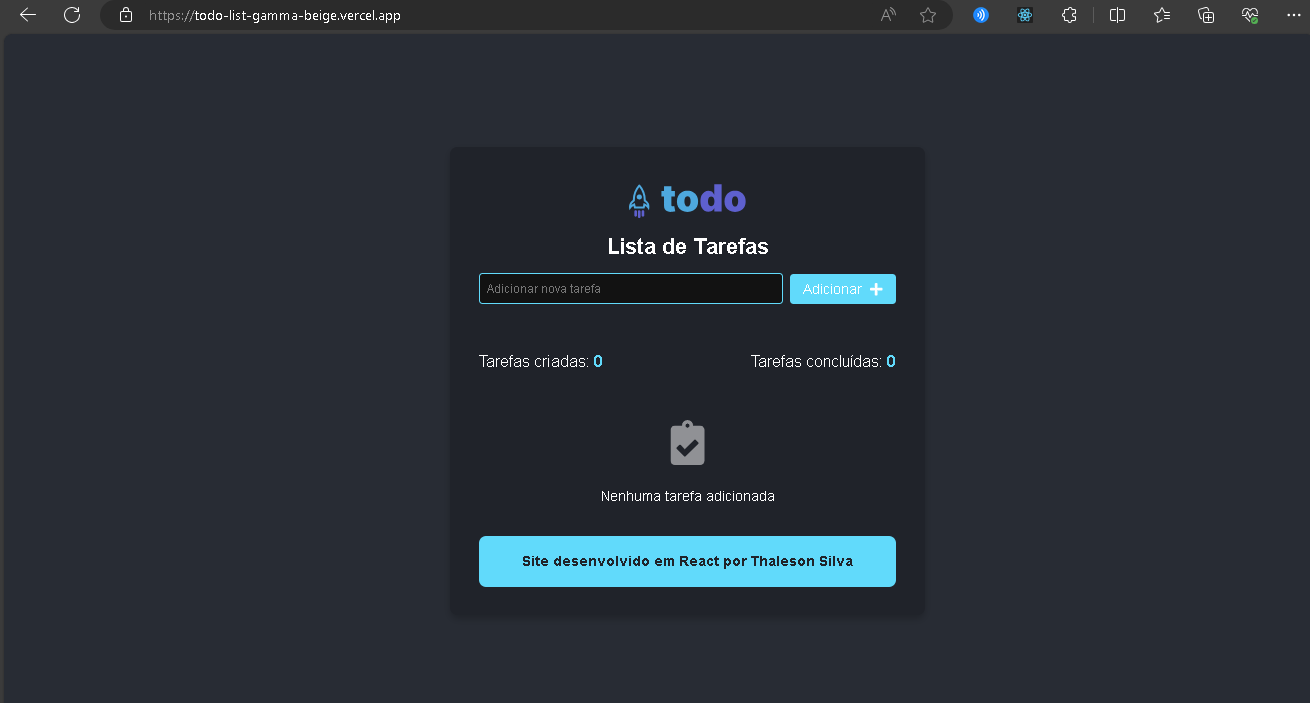 https://todo-list-gamma-beige.vercel.app
todo
Lista de Tarefas
Adicionar nova tarefa
Adicionar
Tarefas criadas: 0
Tarefas concluídas: 0
Nenhuma tarefa adicionada
Site desenvolvido em React por Thaleson Silva